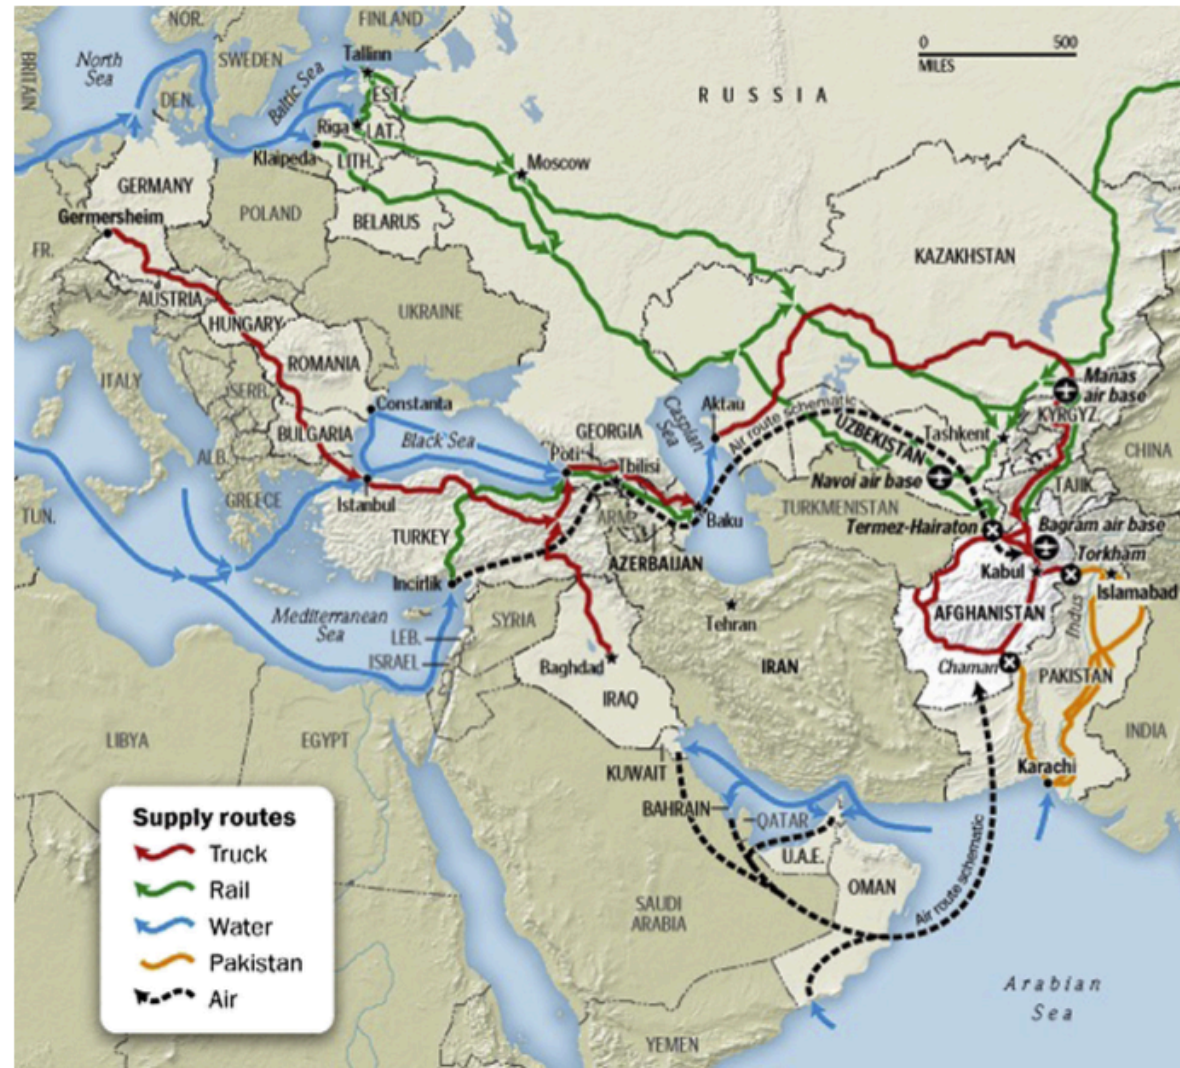 NOR.
FINLAND
North
Sea
SWEDEN
Tallinn
0 500
MILES
BRITAIN
DEN.
Baltic Sea
EST.
RUSSIA
Riga
LAT.
Klaipeda
LITH.
Moscow
GERMANY
POLAND
BELARUS
Germersheim
FR.
KAZAKHSTAN
AUSTRIA
HUNGARY
UKRAINE
ROMANIA
ITALY
SERB.
Manas
air base
Constanta
Aktau
Air route schematic
KYRGYZ.
BULGARIA
Black Sea
GEORGIA
Caspian
Sea
UZBEKISTAN
Tashkent
CHINA
ALB.
Poti
Tbilisi
Navoi air base
TAJIK.
GREECE
Istanbul
TURKMENISTAN
TUN.
ARM.
Baku
Termez-Hairaton
Bagram air base
TURKEY
AZERBAIJAN
Torkham
Incirlik
Kabul
Islamabad
Mediterranean
Sea
SYRIA
Tehran
AFGHANISTAN
Indus
LEB.
ISRAEL
Baghdad
IRAN
Chaman
PAKISTAN
IRAQ
LIBYA
EGYPT
INDIA
KUWAIT
Karachi
BAHRAIN
QATAR
U.A.E.
OMAN
Air route schematic
SAUDI
ARABIA
Arabian
Sea
YEMEN
Supply routes
Truck
Rail
Water
Pakistan
Air